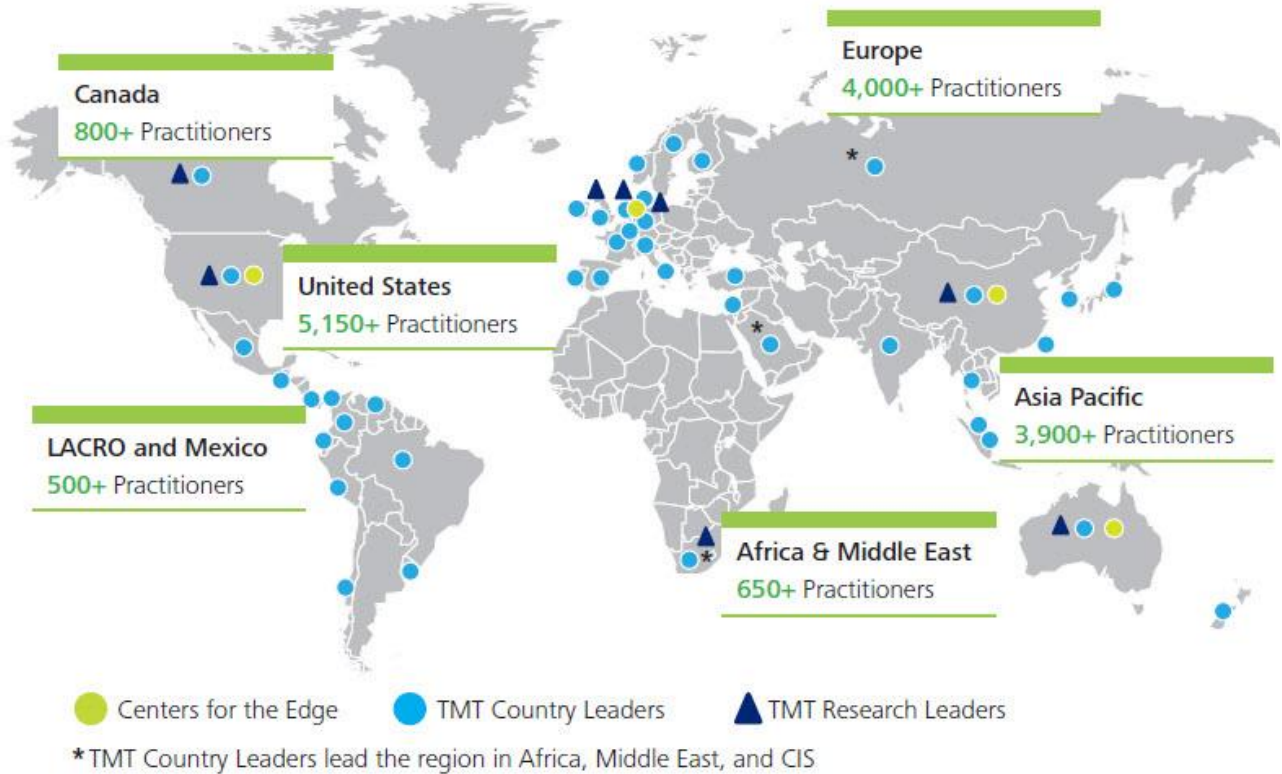 Canada
800+ Practitioners
Europe
4,000+ Practitioners
*
United States
5,150+ Practitioners
*
LACRO and Mexico
500+ Practitioners
Asia Pacific
3,900+ Practitioners
Africa & Middle East
650+ Practitioners
*
Centers for the Edge
TMT Country Leaders
TMT Research Leaders
* TMT Country Leaders lead the region in Africa, Middle East, and CIS